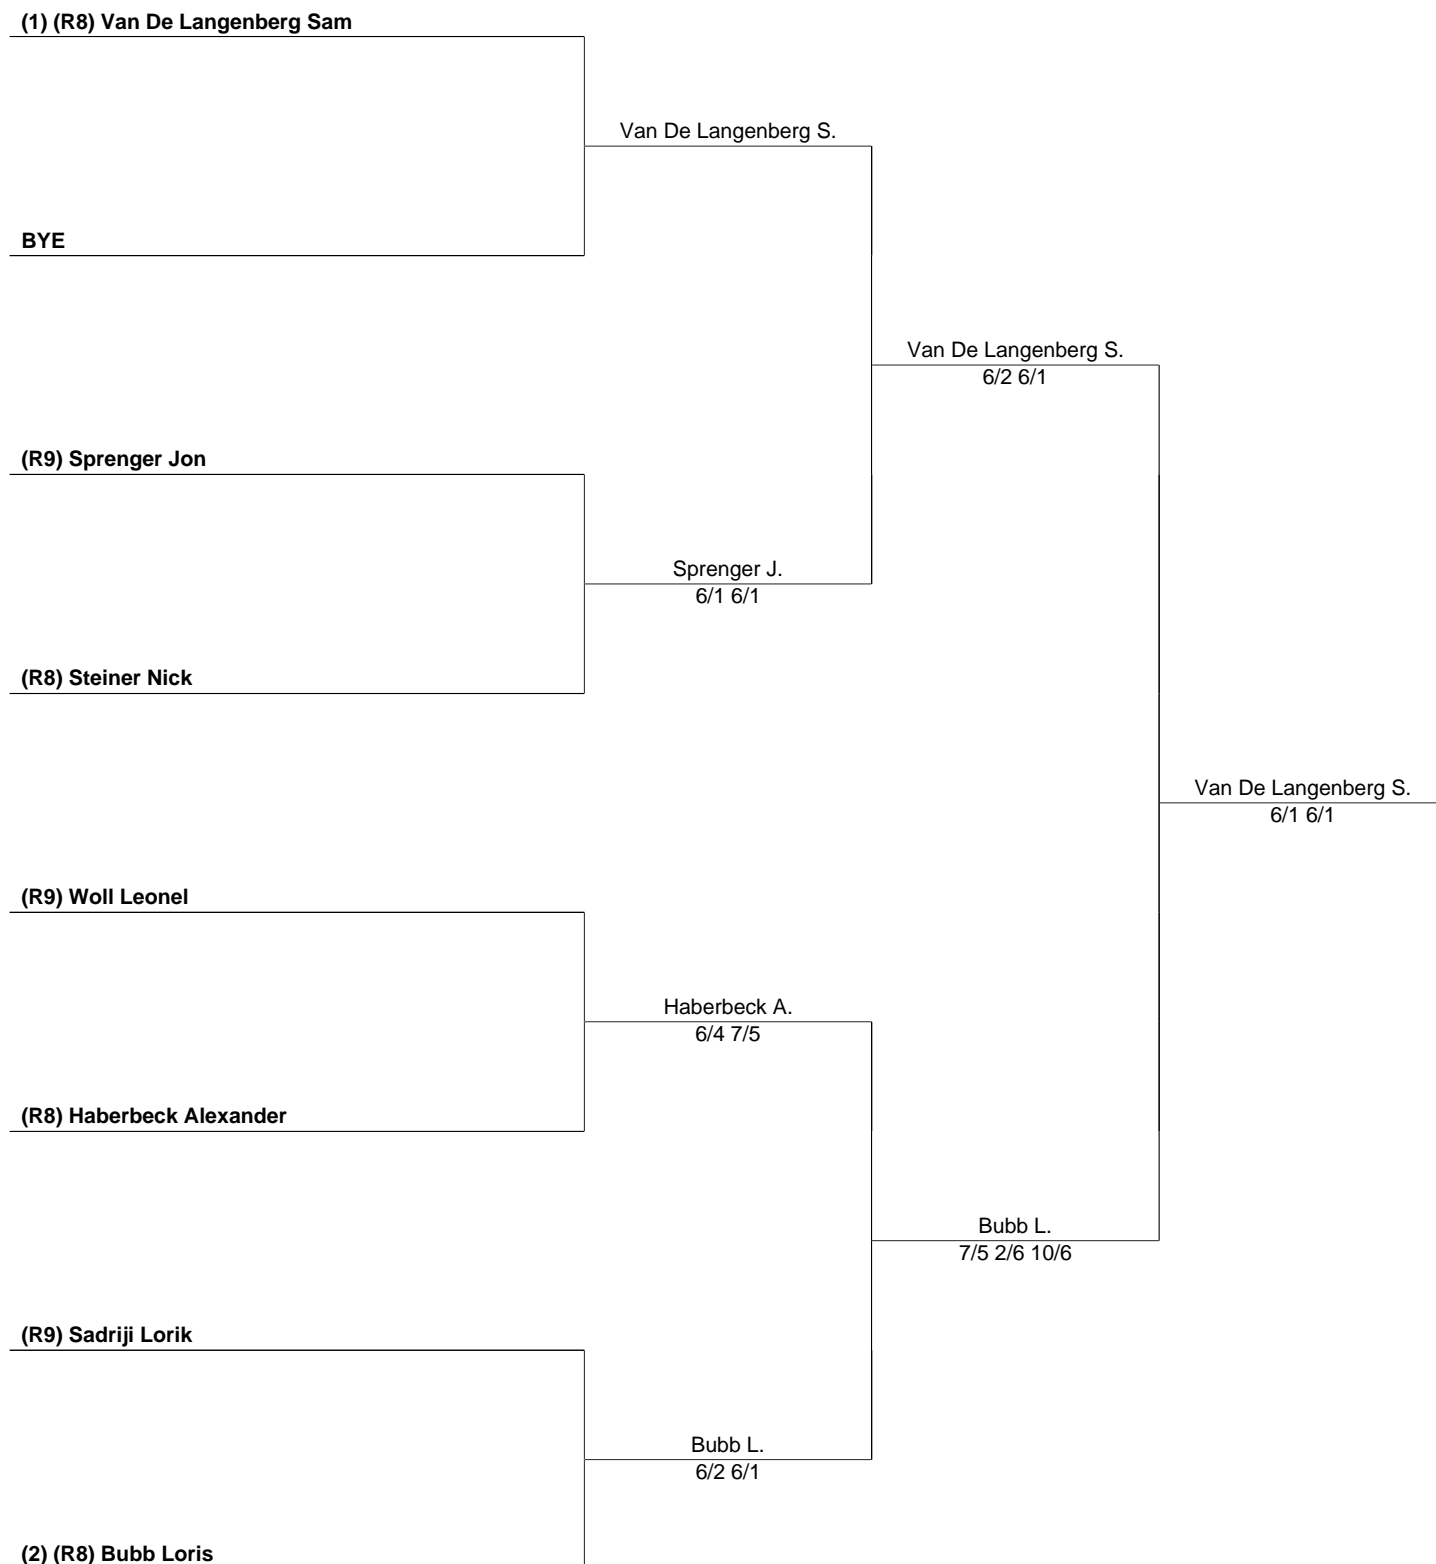 (1) (R8) Van De Langenberg Sam
Van De Langenberg S.
BYE
Van De Langenberg S.
6/2 6/1
(R9) Sprenger Jon
Sprenger J.
6/1 6/1
(R8) Steiner Nick
Van De Langenberg S.
6/1 6/1
(R9) Woll Leonel
Haberbeck A.
6/4 7/5
(R8) Haberbeck Alexander
Bubb L.
7/5 2/6 10/6
(R9) Sadriji Lorik
Bubb L.
6/2 6/1
(2) (R8) Bubb Loris